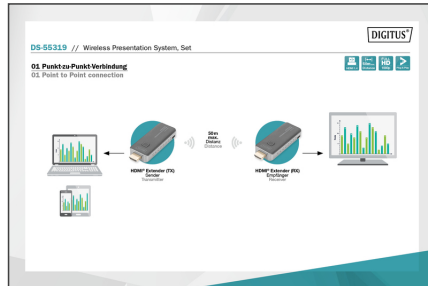 DIGITUS®
DS-55319 // Wireless Presentation System, Set
01 Punkt-zu-Punkt-Verbindung
01 Point to Point connection
HD
50m
max.
Distanz
Distance
HDMI® Extender (TX)
Sender
Transmitter
HDMI® Extender (RX)
Empfänger
Receiver